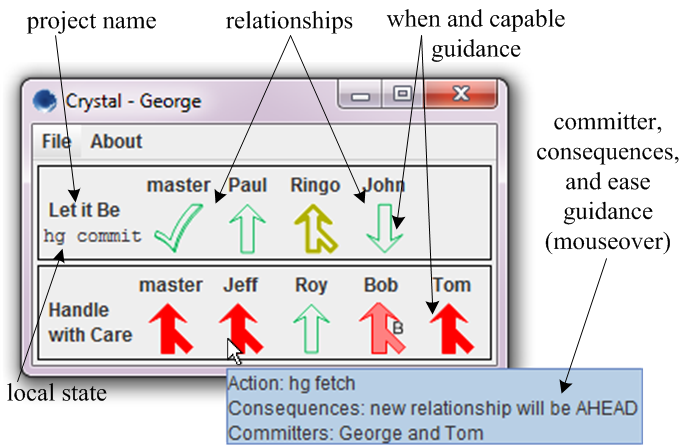 project name
relationships
when and capable
guidance
Crystal - George
File About
committer,
consequences,
and ease
guidance
(mouseover)
master Paul Ringo John
Let it Be
hg commit
master Jeff Roy Bob Tom
Handle
with Care
B
local state
Action: hg fetch
Consequences: new relationship will be AHEAD
Committers: George and Tom